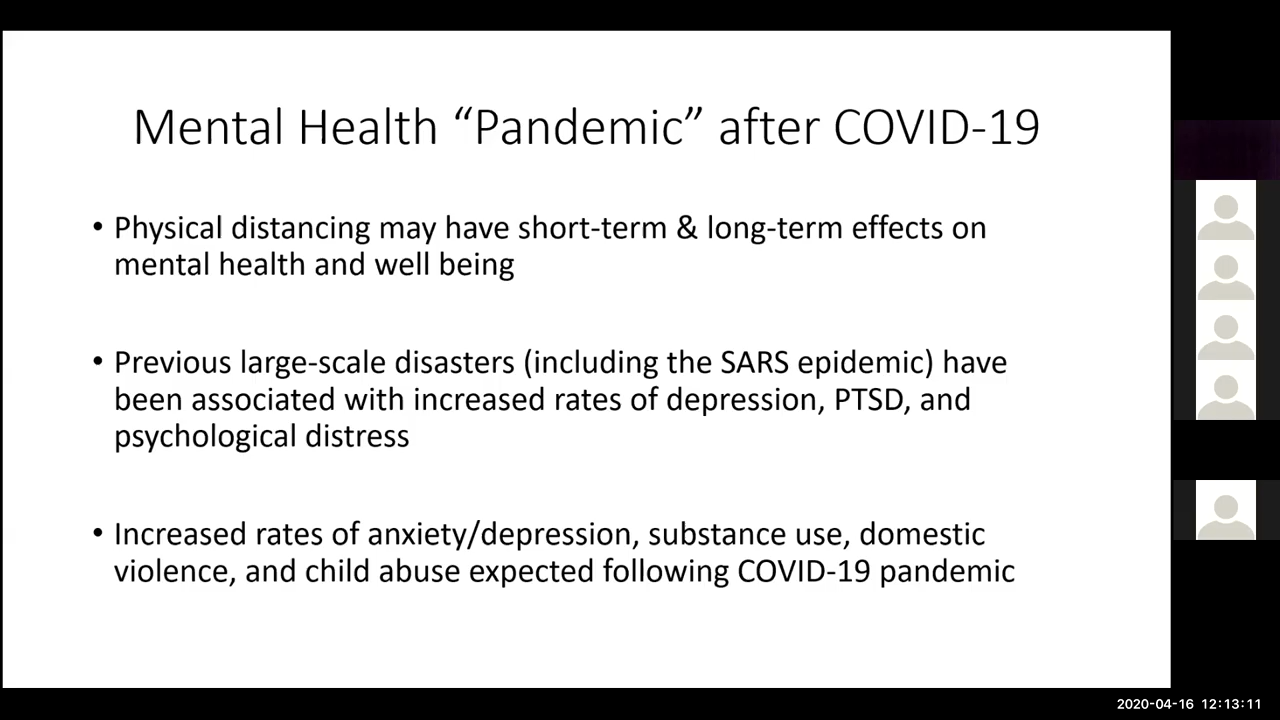 Mental Health “Pandemic” after COVID-19
• Physical distancing may have short-term & long-term effects on
mental health and well being
• Previous large-scale disasters (including the SARS epidemic) have
been associated with increased rates of depression, PTSD, and
psychological distress
• Increased rates of anxiety/depression, substance use, domestic
violence, and child abuse expected following COVID-19 pandemic
2020-04-16 12:13:11